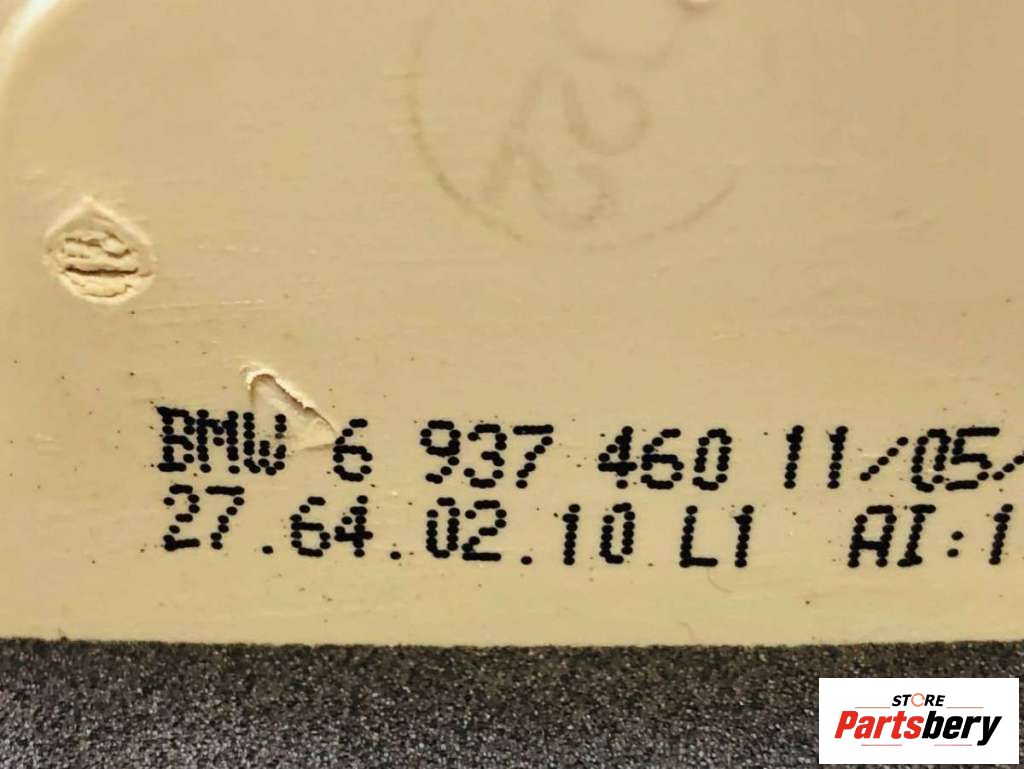 BMW 6 937 460 11/05/
27.64.02.10 L1 AI:1
STORE
Partsbery